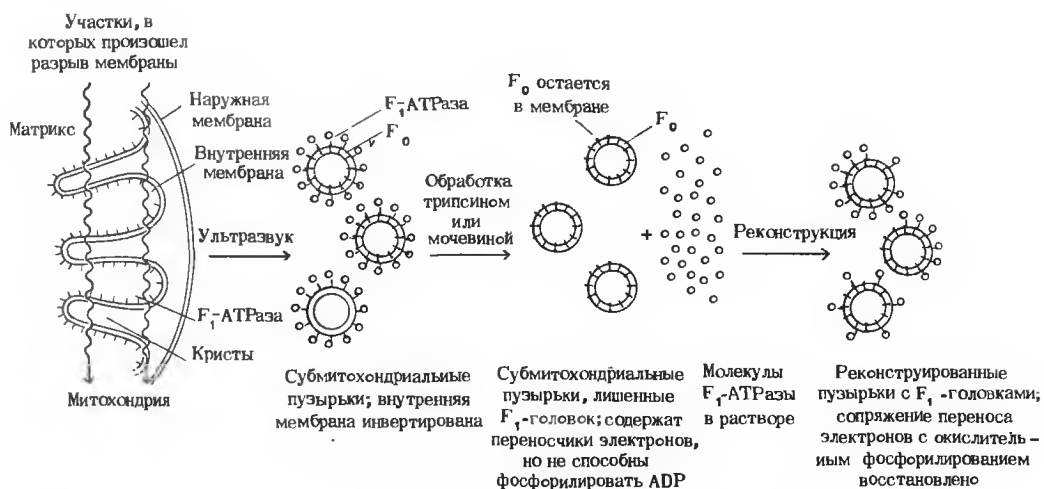 Участки, в
которых произошел
разрыв мембраны
Матрикс
Наружная
мембрана
Внутренняя
мембрана
Ультразвук
F₁-АТРаза
Кристы
Митохондрия
F₁-АТРаза
F₀
Субмитохондриальные
пузырьки; внутренняя
мембрана инвертирована
Обработка
трипсином
или
мочевиной
F₀ остается
в мембране
F₀
+
Субмитохондриальные
пузырьки, лишенные
F₁-головок; содержат
переносчики электронов,
но не способны
фосфорилировать ADP
Молекулы
F₁-АТРазы
в растворе
Реконструкция
Реконструированные
пузырьки с F₁-головками;
сопряжение переноса
электронов с окислитель-
ным фосфорилированием
восстановлено